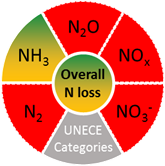 N₂O
NH₃
NOₓ
Overall
N loss
N₂
NO₃⁻
UNECE
Categories